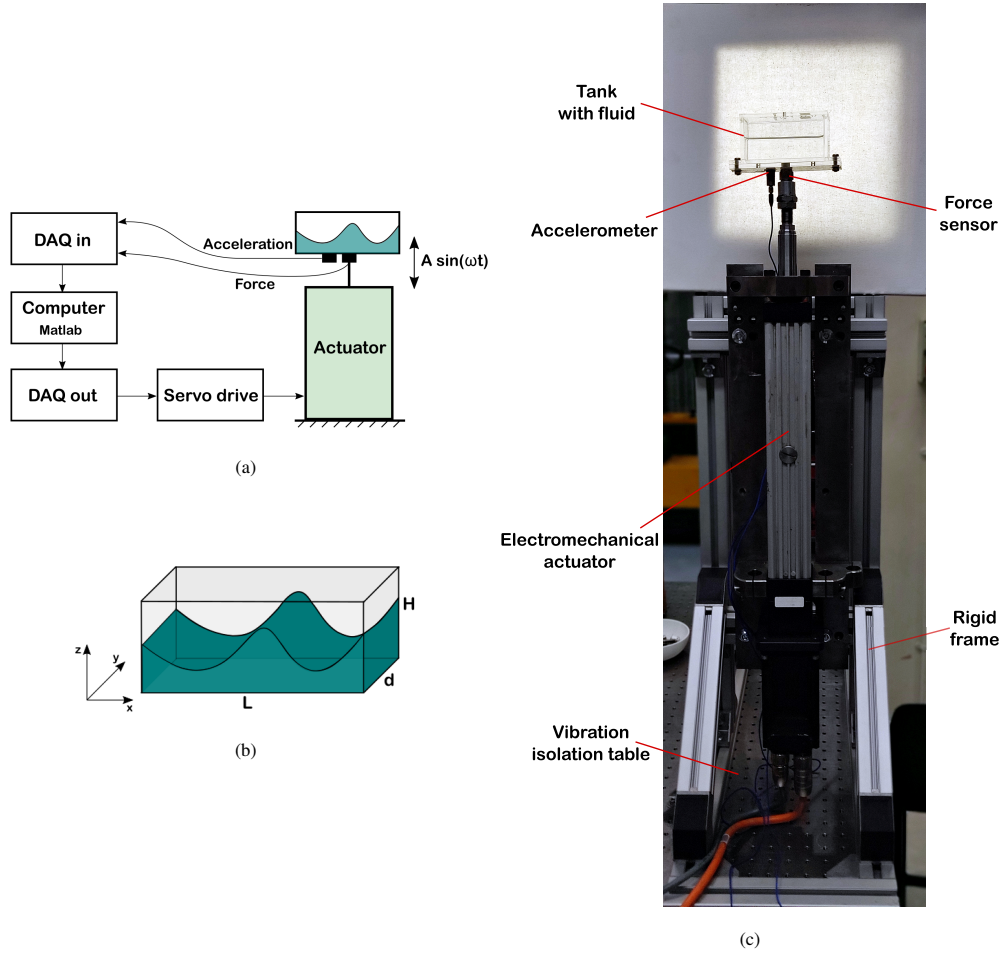 DAQ in
Acceleration
Force
A sin(ωt)
Computer
Matlab
Actuator
DAQ out
Servo drive
(a)
z
y
x
H
d
L
(b)
Tank
with fluid
Accelerometer
Force
sensor
Electromechanical
actuator
Rigid
frame
Vibration
isolation table
H
H
(c)